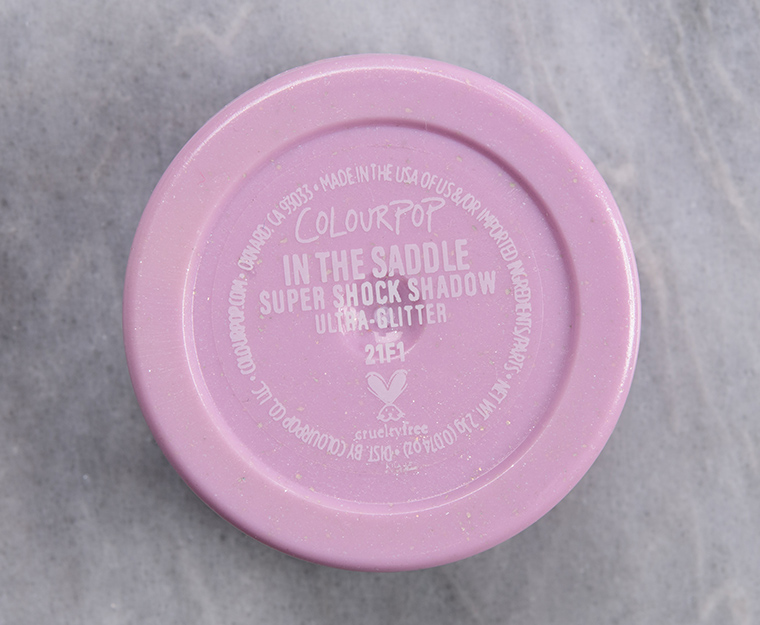 COLOURPOP
IN THE SADDLE
SUPER SHOCK SHADOW
ULTRA-GLITTER
21F1
crueltyfree
COLOURPOP.COM • OXNARD, CA 93033 • MADE IN THE USA OF US &/OR IMPORTED INGREDIENTS/PARTS • NET WT 2.1g (0.074 oz) • DIST. BY COLOURPOP CO. LLC •